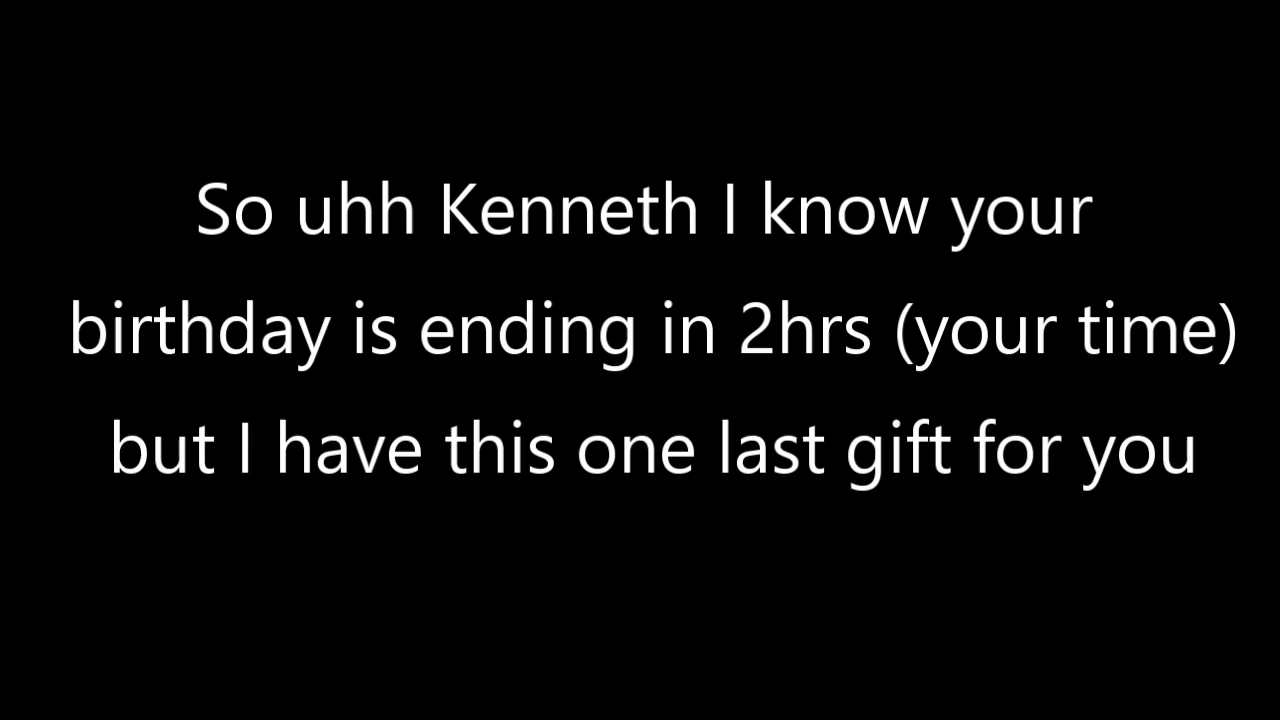 So uhh Kenneth I know your
birthday is ending in 2hrs (your time)
but I have this one last gift for you